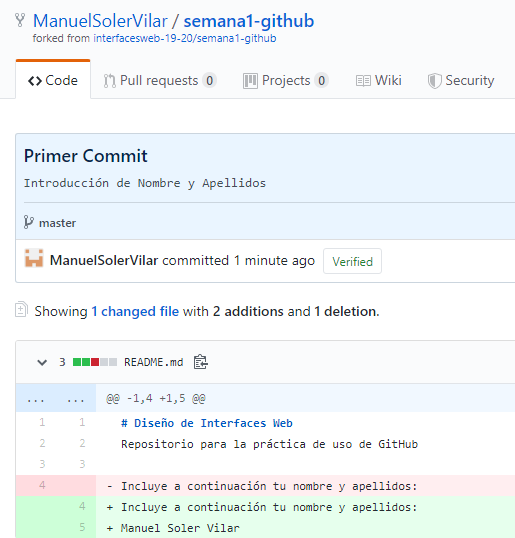 ManuelSolerVilar / semana1-github
forked from interfacesweb-19-20/semana1-github
Code Pull requests 0 Projects 0 Wiki Security
Primer Commit
Introducción de Nombre y Apellidos
master
ManuelSolerVilar committed 1 minute ago Verified
Showing 1 changed file with 2 additions and 1 deletion.
3 README.md
... ... @@ -1,4 +1,5 @@
1 1 # Diseño de Interfaces Web
2 2 Repositorio para la práctica de uso de GitHub
3 3
4 - Incluye a continuación tu nombre y apellidos:
4 + Incluye a continuación tu nombre y apellidos:
5 + Manuel Soler Vilar